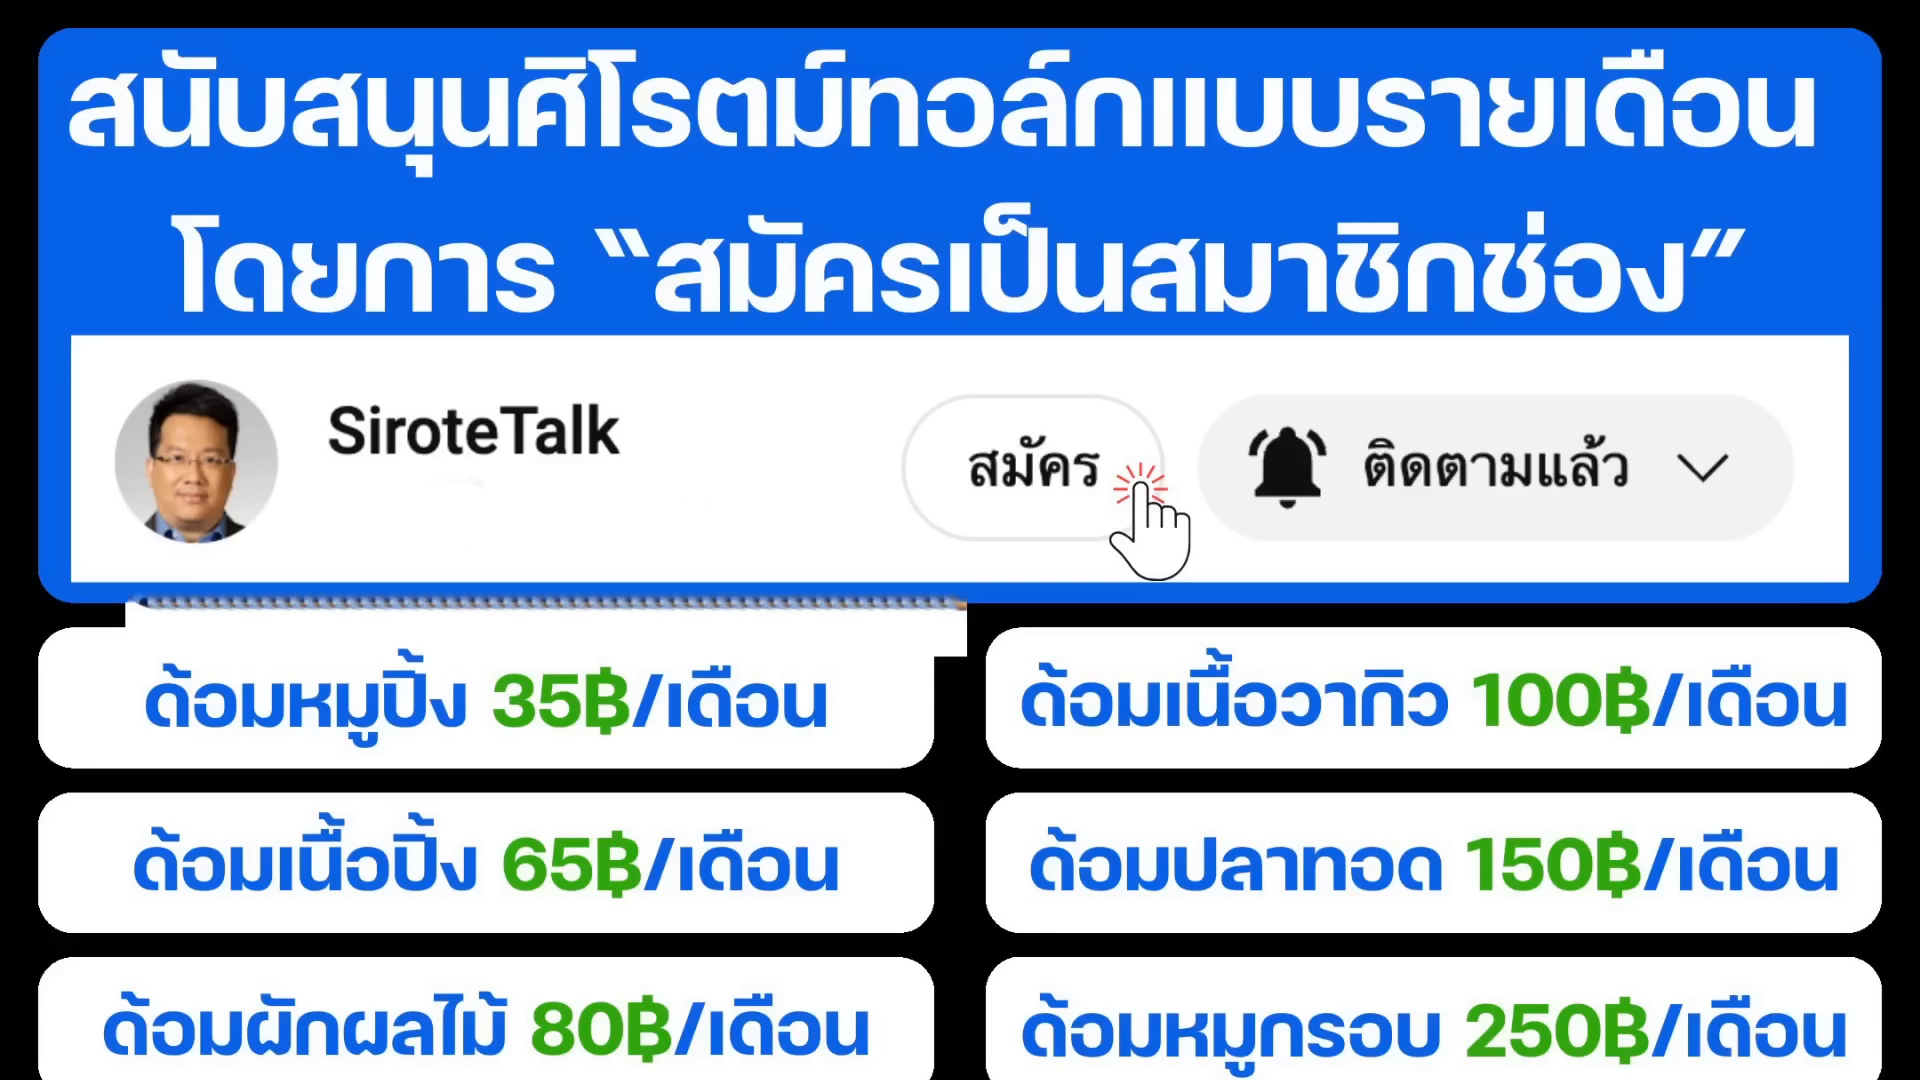 สนับสนุนศิโรตม์ทอล์กแบบรายเดือน
โดยการ “สมัครเป็นสมาชิกช่อง”
SiroteTalk
สมัคร
ติดตามแล้ว
ด้อมหมูปิ้ง 35฿/เดือน
ด้อมเนื้อวากิว 100฿/เดือน
ด้อมเนื้อปิ้ง 65฿/เดือน
ด้อมปลาทอด 150฿/เดือน
ด้อมผักผลไม้ 80฿/เดือน
ด้อมหมูกรอบ 250฿/เดือน